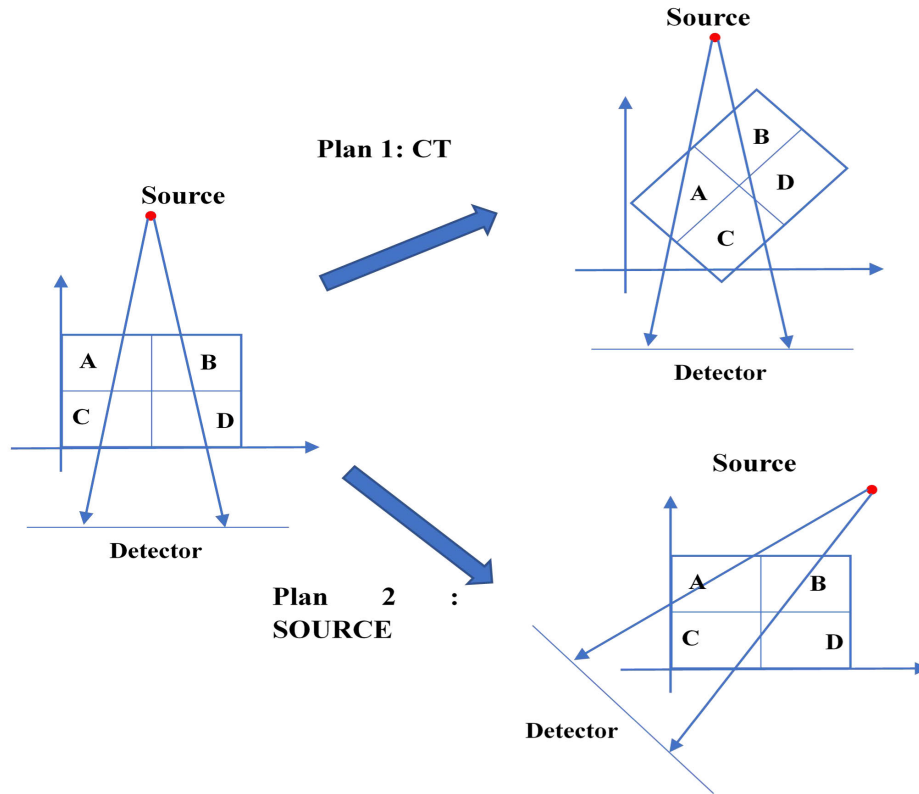 Source
Plan 1: CT
B
A
D
C
Source
Detector
A
B
C
D
Detector
Source
Plan 2 :
SOURCE
A
B
C
D
Detector